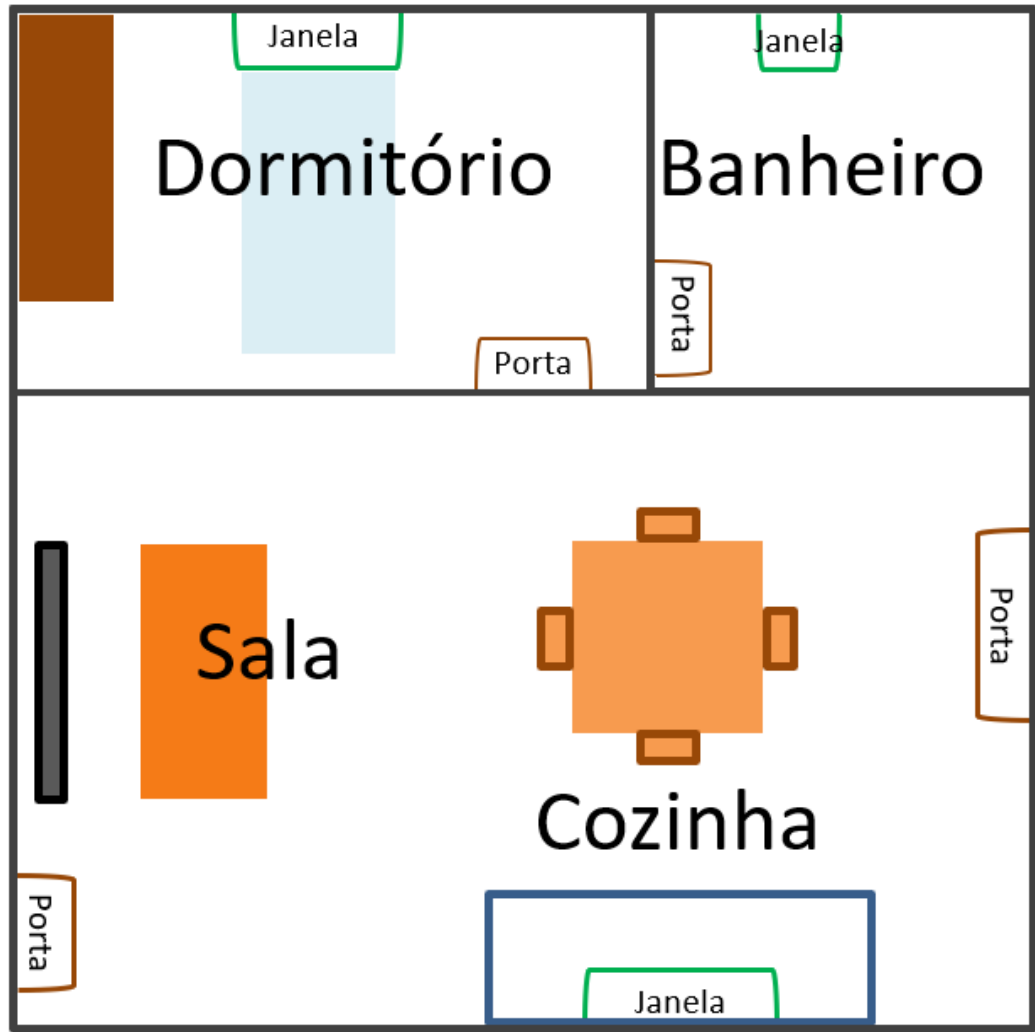 Janela
Janela
Dormitório
Banheiro
Porta
Porta
Sala
Porta
Cozinha
Porta
Janela